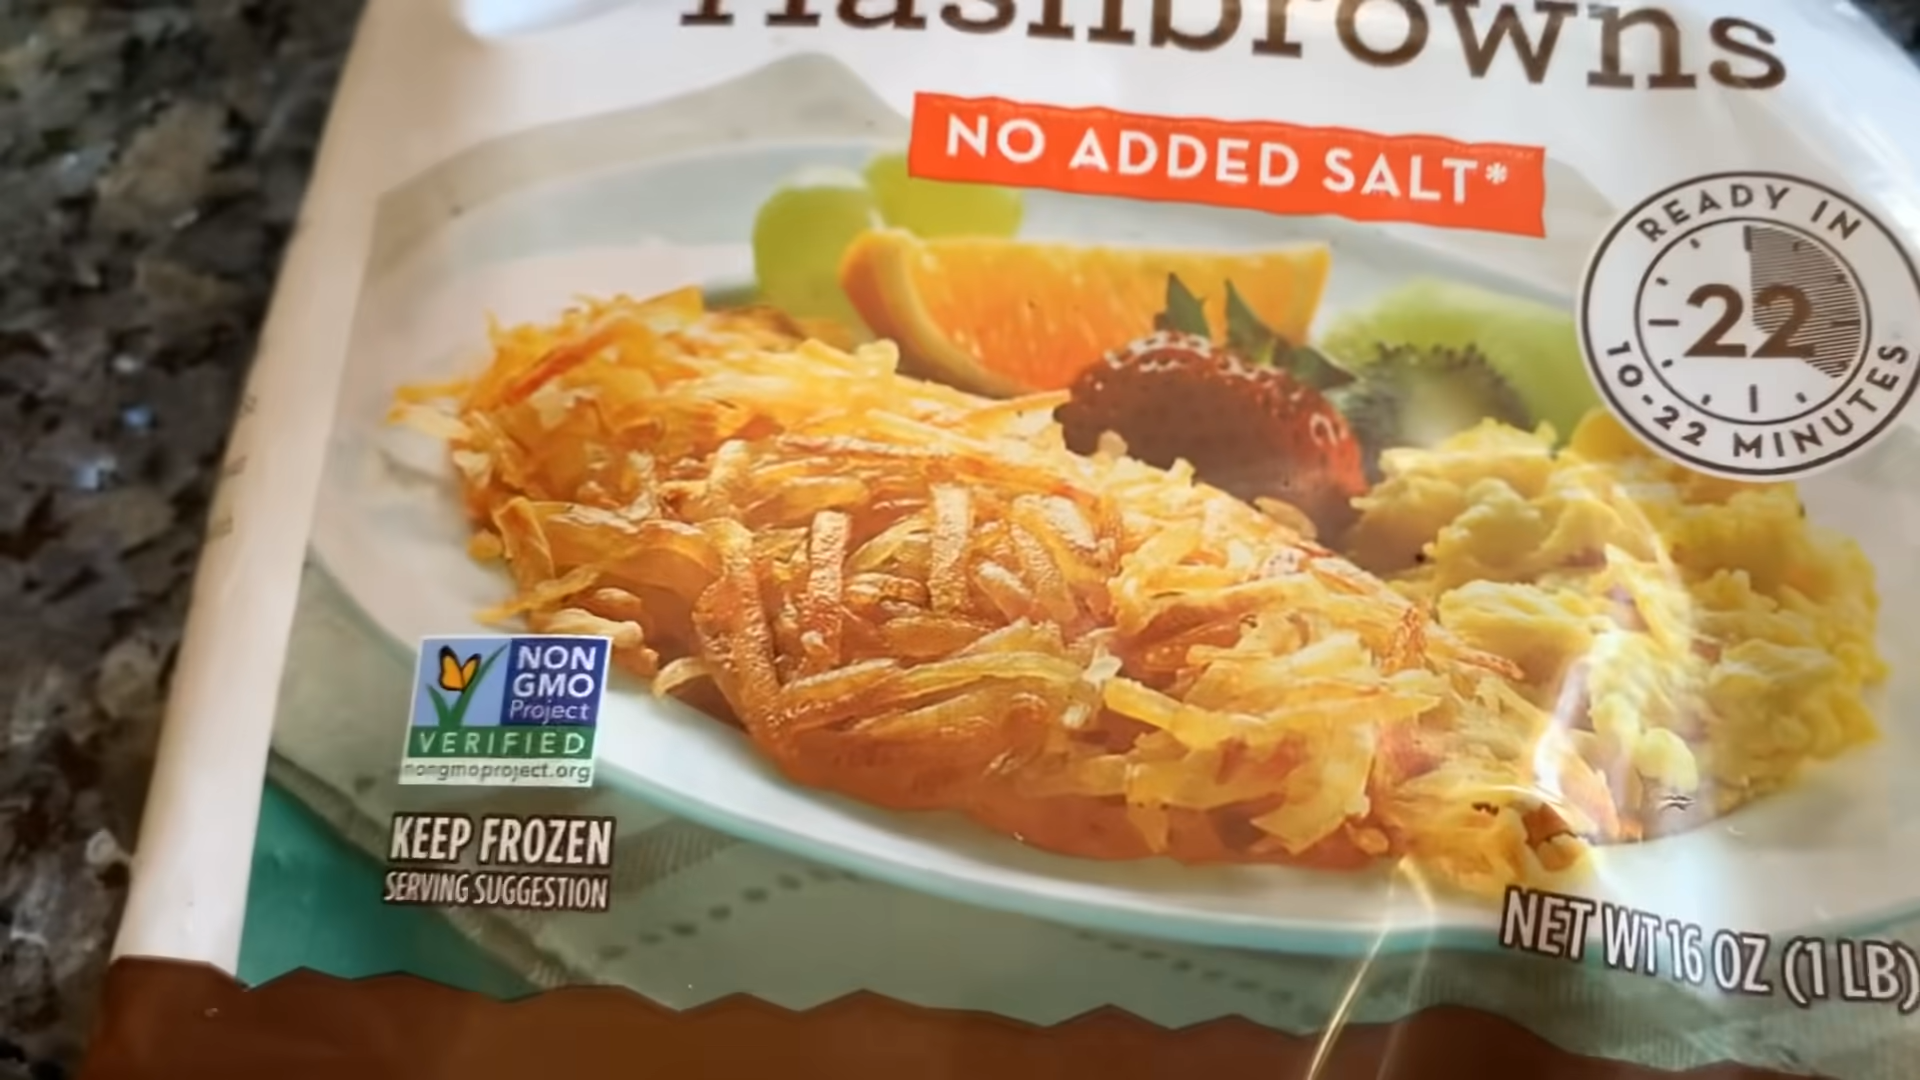 Hashbrowns
NO ADDED SALT*
READY IN
22
10-22 MINUTES
NON
GMO
Project
VERIFIED
nongmoproject.org
KEEP FROZEN
SERVING SUGGESTION
NET WT 16 OZ (1 LB)